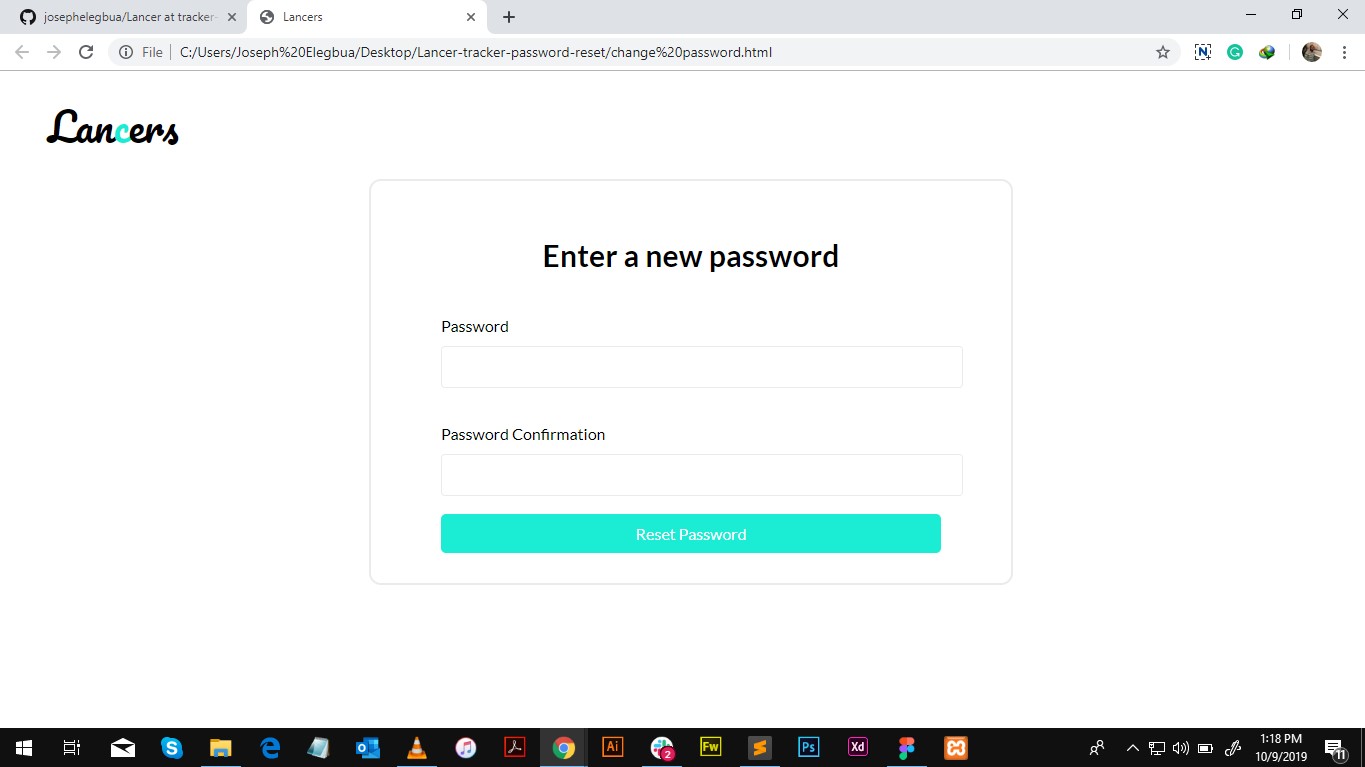 josephelegbua/Lancer at tracker-
Lancers
File
C:/Users/Joseph%20Elegbua/Desktop/Lancer-tracker-password-reset/change%20password.html
N
G
Lancers
Enter a new password
Password
Password Confirmation
Reset Password
S
Ai
2
Fw
Ps
Xd
1:18 PM
10/9/2019
11